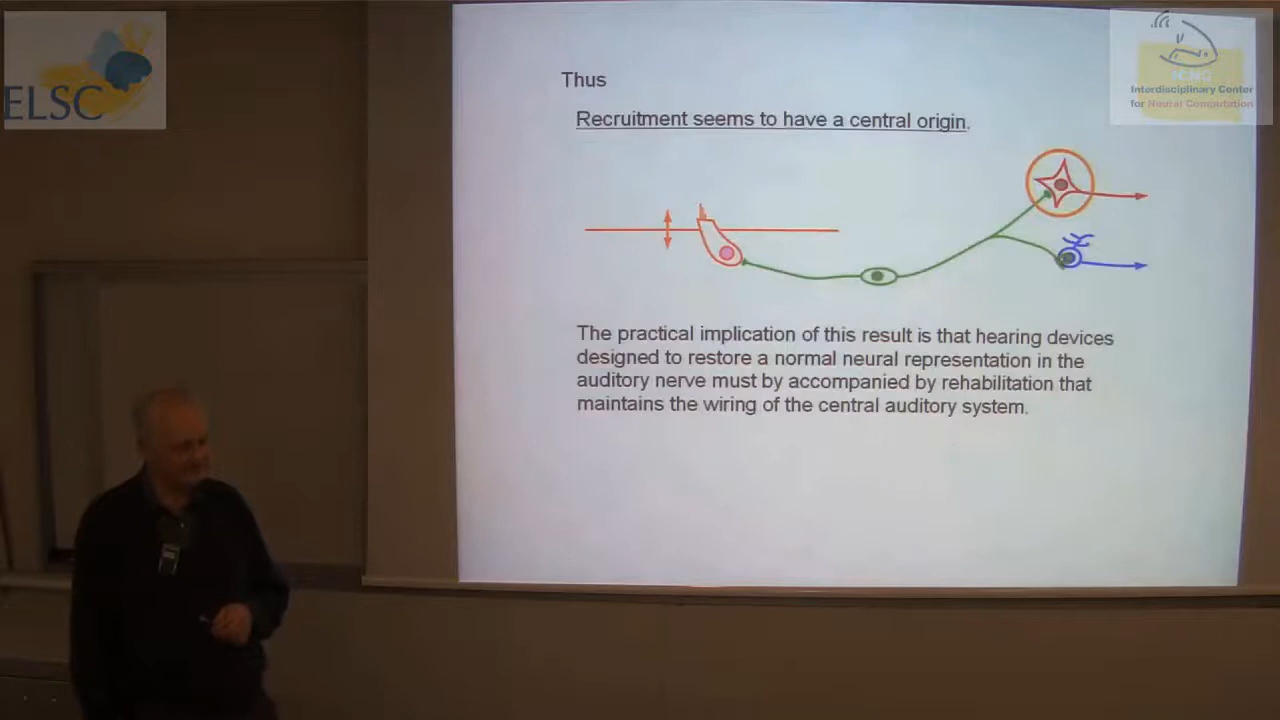 ELSC
Interdisciplinary Center
for Neural Computation
Thus
Recruitment seems to have a central origin.
The practical implication of this result is that hearing devices
designed to restore a normal neural representation in the
auditory nerve must by accompanied by rehabilitation that
maintains the wiring of the central auditory system.